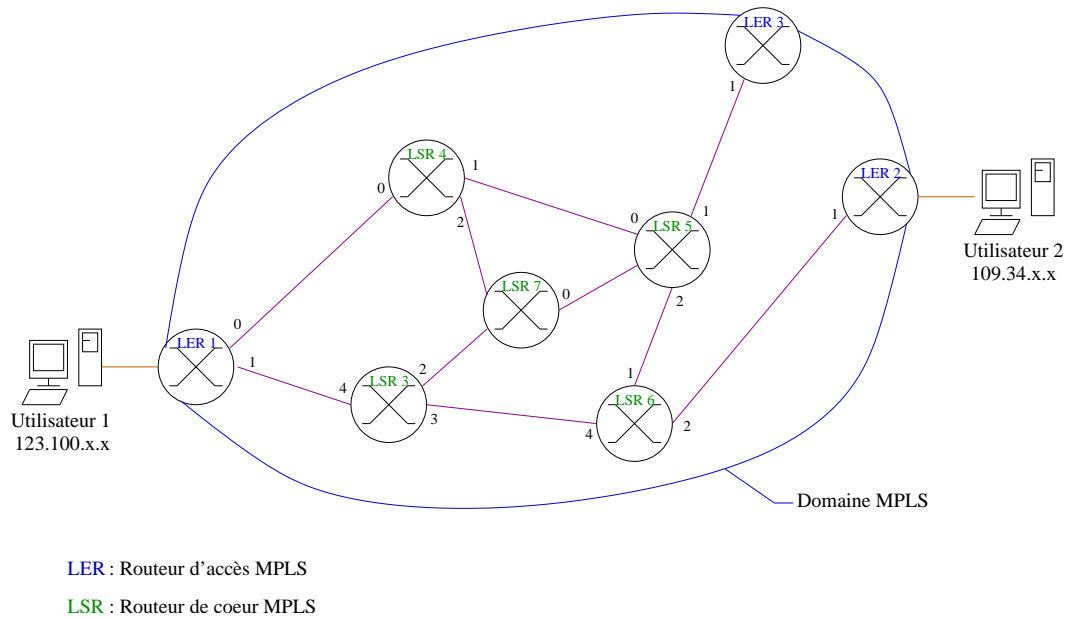 LER 3
1
LSR 4
1
0
2
LER 2
1
Utilisateur 2
109.34.x.x
0
LSR 5
1
2
LSR 7
0
0
LER 1
1
Utilisateur 1
123.100.x.x
4
LSR 3
2
3
1
LSR 6
4
2
Domaine MPLS
LER : Routeur d'accès MPLS
LSR : Routeur de coeur MPLS